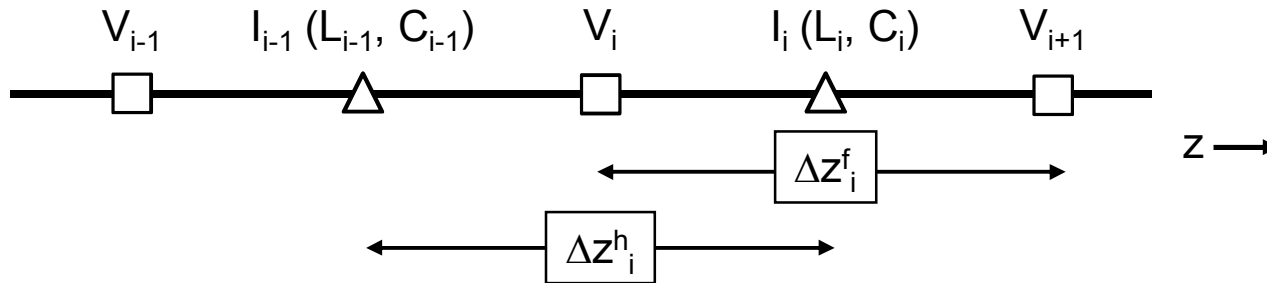 V_{i-1} I_{i-1} (L_{i-1}, C_{i-1}) V_i I_i (L_i, C_i) V_{i+1}
z
Δz^f_i
Δz^h_i